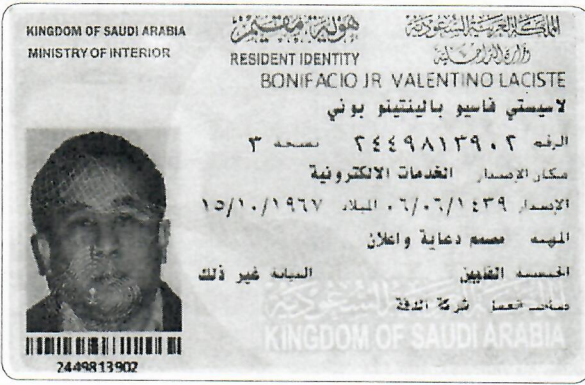 KINGDOM OF SAUDI ARABIA
MINISTRY OF INTERIOR
هوية مقيم
RESIDENT IDENTITY
المملكة العربية السعودية
وزارة الداخلية
BONIFACIO JR VALENTINO LACISTE
لاسيستي فاسيو بالينتينو بوني
الرقم ٢٤٤٩٨١٣٩٠٢ نسخة ٣
مكان الإصدار الخدمات الالكترونية
الإصدار ٠٦/٠٦/١٤٣٩ الميلاد ١٥/١٠/١٩٦٧
المهنة مصمم دعاية واعلان
الجنسية الفلبين الديانة غير ذلك
صاحب العمل شركة الدقة
المملكة العربية السعودية
KINGDOM OF SAUDI ARABIA
2449813902